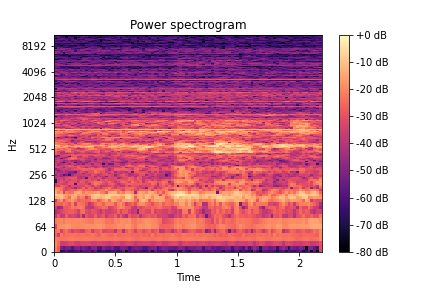 Power spectrogram
8192
4096
2048
1024
512
256
128
64
0
Hz
0
0.5
1
1.5
2
Time
+0 dB
-10 dB
-20 dB
-30 dB
-40 dB
-50 dB
-60 dB
-70 dB
-80 dB